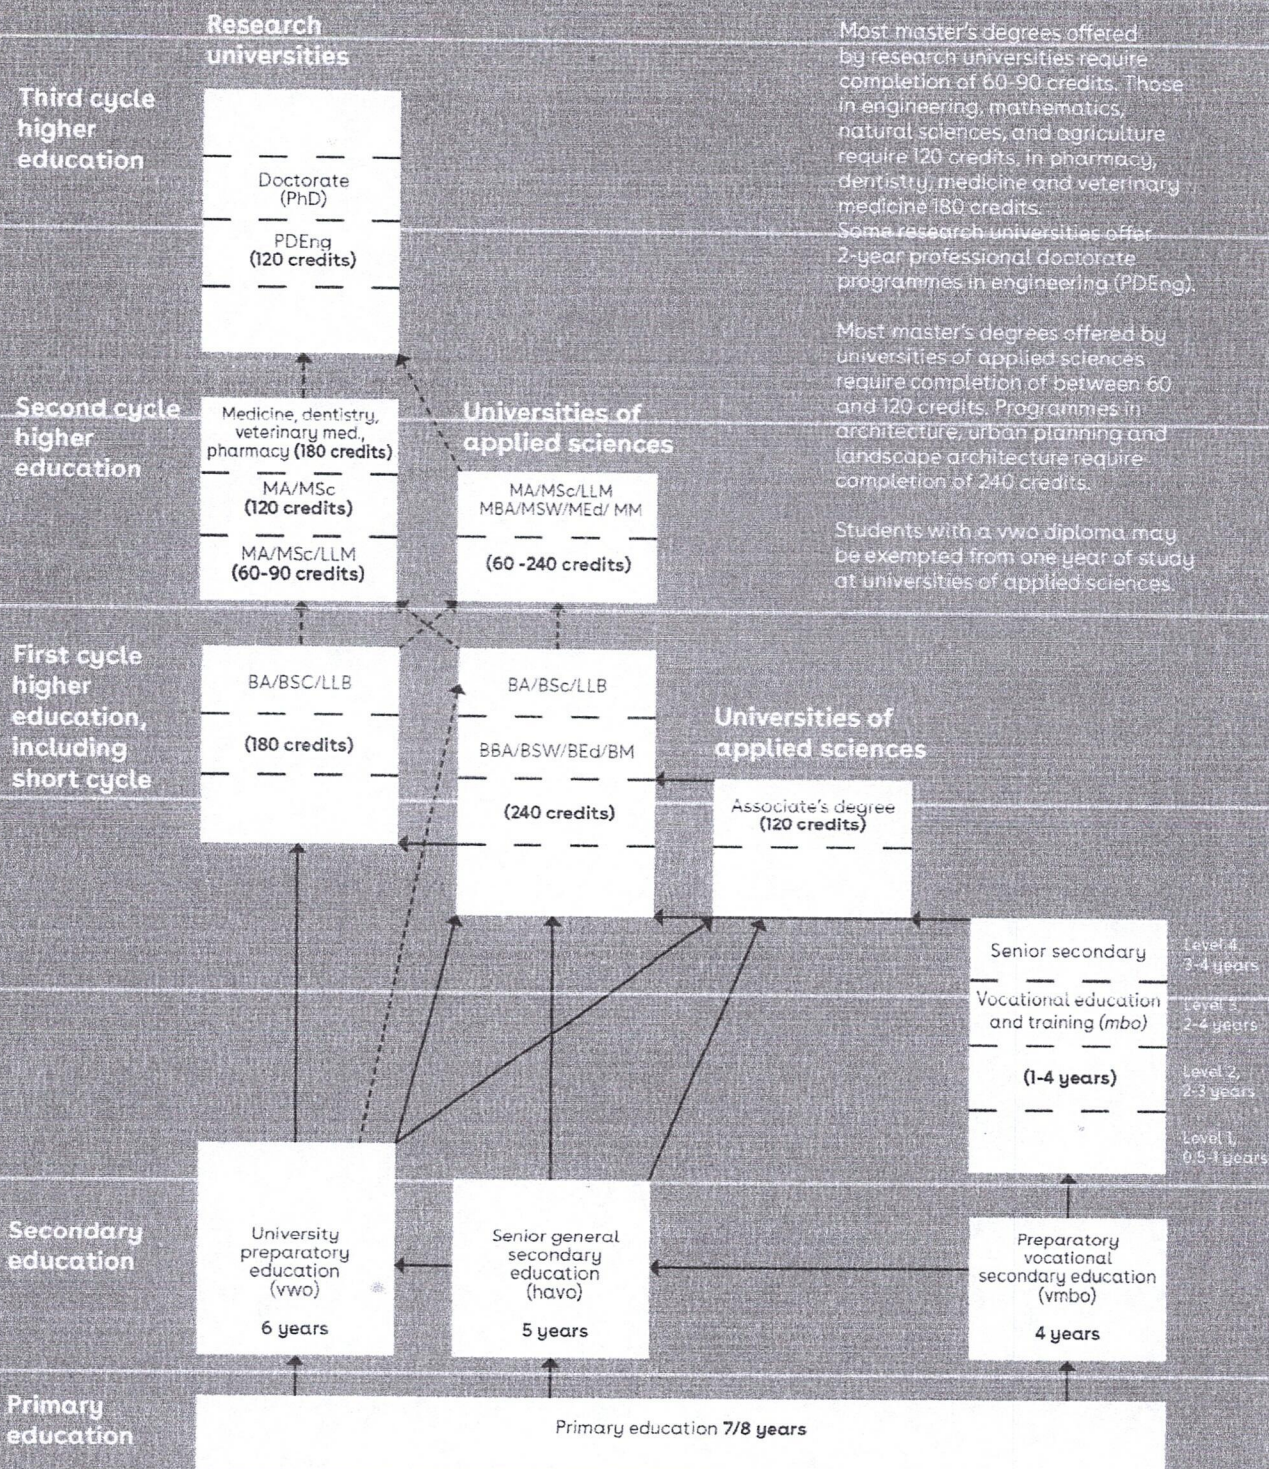 Research
universities
Most master's degrees offered
by research universities require
completion of 60-90 credits. Those
in engineering, mathematics,
natural sciences, and agriculture
require 120 credits, in pharmacy,
dentistry, medicine and veterinary
medicine 180 credits.
Some research universities offer
2-year professional doctorate
programmes in engineering (PDEng).
Most master's degrees offered by
universities of applied sciences
require completion of between 60
and 120 credits. Programmes in
architecture, urban planning and
landscape architecture require
completion of 240 credits.
Students with a vwo diploma may
be exempted from one year of study
at universities of applied sciences.
Third cycle
higher
education
Doctorate
(PhD)
PDEng
(120 credits)
Second cycle
higher
education
Medicine, dentistry,
veterinary med.,
pharmacy (180 credits)
MA/MSc
(120 credits)
MA/MSc/LLM
(60-90 credits)
Universities of
applied sciences
MA/MSc/LLM
MBA/MSW/MEd/ MM
(60 -240 credits)
First cycle
higher
education,
including
short cycle
BA/BSC/LLB
(180 credits)
BA/BSc/LLB
BBA/BSW/BEd/BM
(240 credits)
Universities of
applied sciences
Associate's degree
(120 credits)
Senior secondary
Vocational education
and training (mbo)
(1-4 years)
Level 4
3-4 years
Level 3
2-4 years
Level 2,
2-3 years
Level 1,
0.5-1 years
Secondary
education
University
preparatory
education
(vwo)
6 years
Senior general
secondary
education
(havo)
5 years
Preparatory
vocational
secondary education
(vmbo)
4 years
Primary
education
Primary education 7/8 years